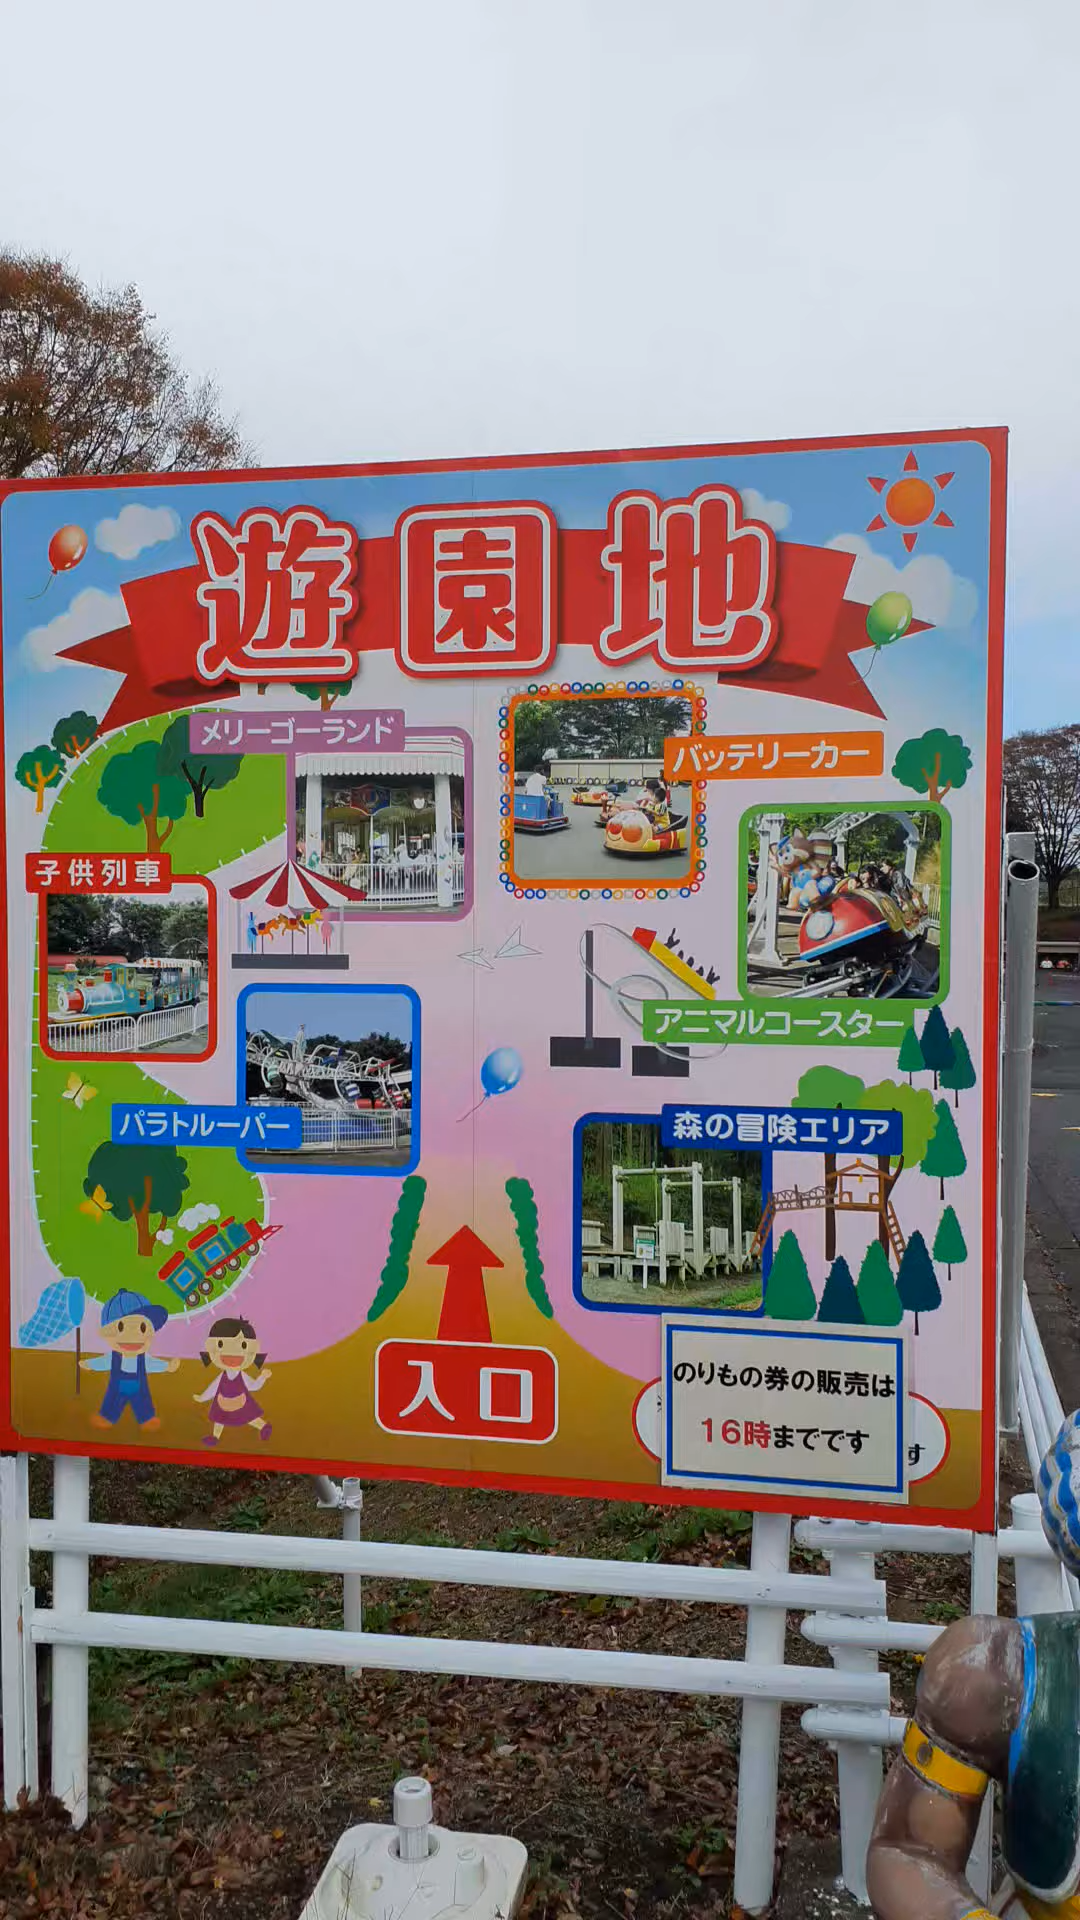 遊園地
メリーゴーランド
バッテリーカー
子供列車
アニマルコースター
パラトルーパー
森の冒険エリア
入口
のりもの券の販売は
16時までです
す